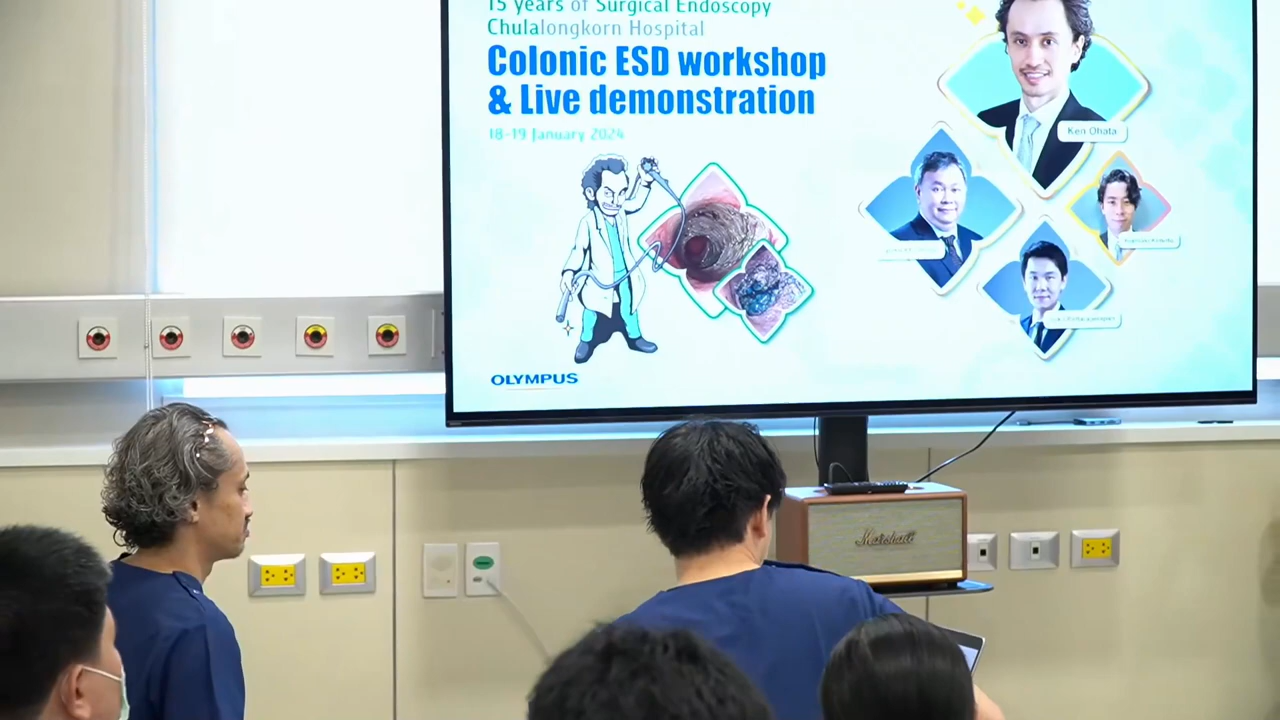 15 years of Surgical Endoscopy
Chulalongkorn Hospital
Colonic ESD workshop
& Live demonstration
18-19 January 2024
Ken Ohata
OLYMPUS
Marshall